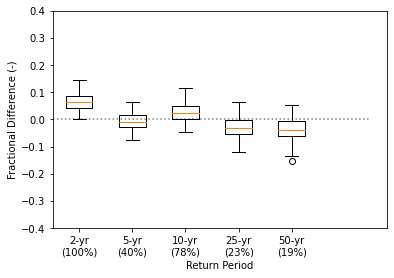 0.4
0.3
0.2
0.1
0.0
−0.1
−0.2
−0.3
−0.4
Fractional Difference (-)
2-yr 5-yr 10-yr 25-yr 50-yr
(100%) (40%) (78%) (23%) (19%)
Return Period